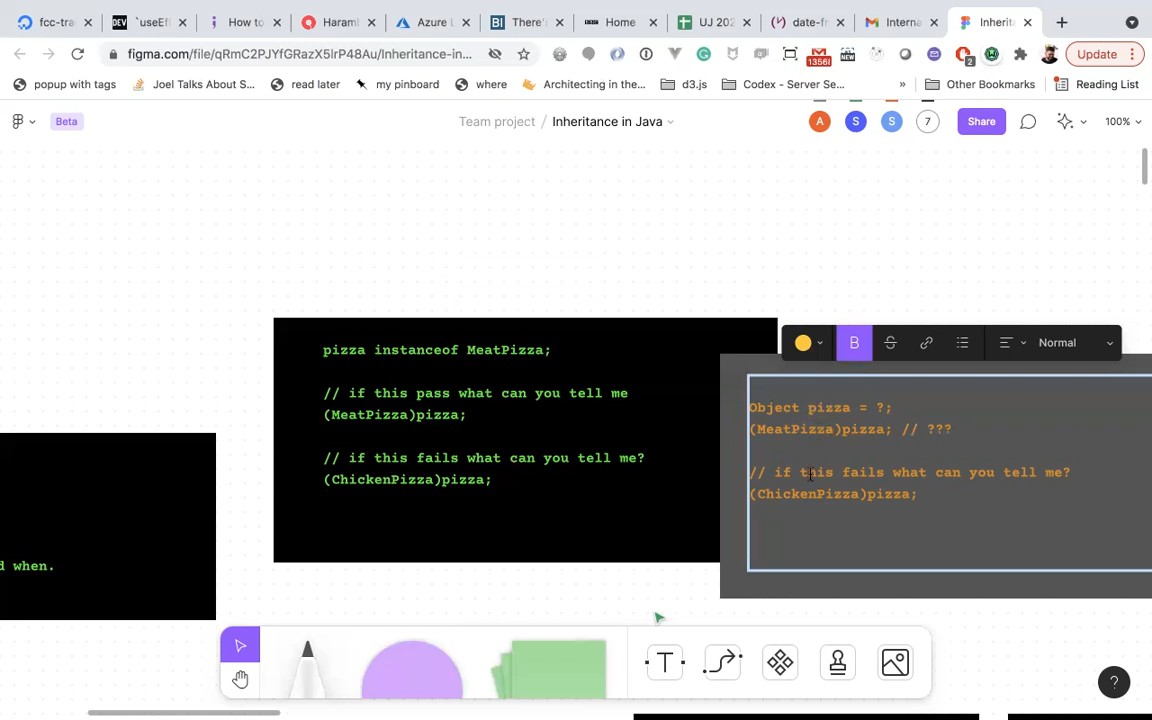 fcc-tra
`useEf
How to
Haraml
Azure L
There's
Home
UJ 202
date-fr
Interna
Inherit
figma.com/file/qRmC2PJYfGRazX5lrP48Au/Inheritance-in...
1356!
NEW
2
Update
popup with tags
Joel Talks About S...
read later
my pinboard
where
Architecting in the...
d3.js
Codex - Server Se...
»
Other Bookmarks
Reading List
Beta
Team project / Inheritance in Java
A
S
S
7
Share
100%
pizza instanceof MeatPizza;
// if this pass what can you tell me
(MeatPizza)pizza;
// if this fails what can you tell me?
(ChickenPizza)pizza;
B
S
Normal
Object pizza = ?;
(MeatPizza)pizza; // ???
// if this fails what can you tell me?
(ChickenPizza)pizza;
d when.
T
?